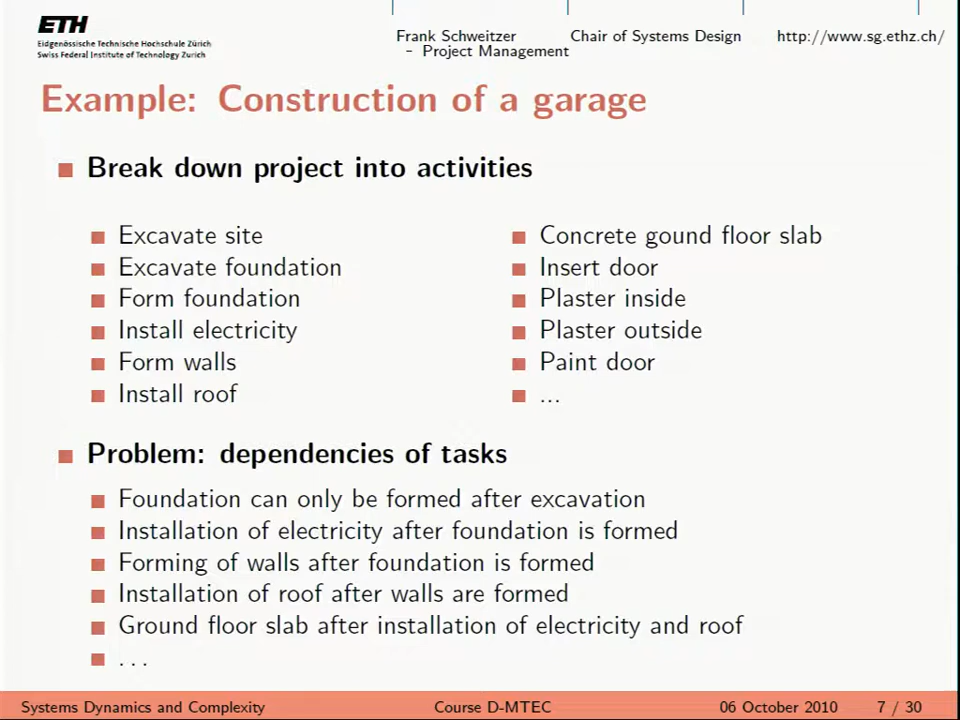 ETH
Eidgenössische Technische Hochschule Zürich
Swiss Federal Institute of Technology Zurich
Frank Schweitzer
– Project Management
Chair of Systems Design
http://www.sg.ethz.ch/
Example: Construction of a garage
Break down project into activities
Excavate site
Excavate foundation
Form foundation
Install electricity
Form walls
Install roof
Concrete gound floor slab
Insert door
Plaster inside
Plaster outside
Paint door
...
Problem: dependencies of tasks
Foundation can only be formed after excavation
Installation of electricity after foundation is formed
Forming of walls after foundation is formed
Installation of roof after walls are formed
Ground floor slab after installation of electricity and roof
. . .
Systems Dynamics and Complexity
Course D-MTEC
06 October 2010
7 / 30